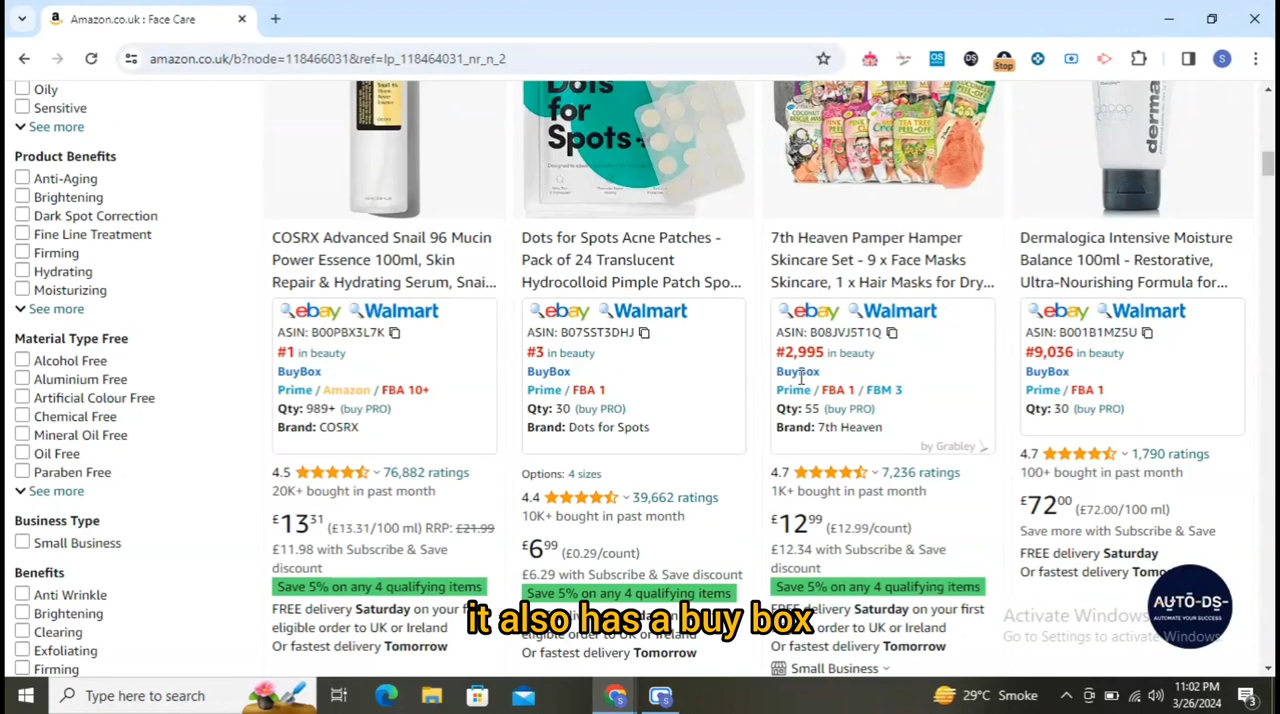 Amazon.co.uk : Face Care
amazon.co.uk/b?node=118466031&ref=lp_118464031_nr_n_2
OS
DS
Stop
S
Oily
Sensitive
See more
Product Benefits
Anti-Aging
Brightening
Dark Spot Correction
Fine Line Treatment
Firming
Hydrating
Moisturizing
See more
Material Type Free
Alcohol Free
Aluminium Free
Artificial Colour Free
Chemical Free
Mineral Oil Free
Oil Free
Paraben Free
See more
Business Type
Small Business
Benefits
Anti Wrinkle
Brightening
Clearing
Exfoliating
Firming
COSRX Advanced Snail 96 Mucin
Power Essence 100ml, Skin
Repair & Hydrating Serum, Snai...
ebay Walmart
ASIN: B00PBX3L7K
#1 in beauty
BuyBox
Prime / Amazon / FBA 10+
Qty: 989+ (buy PRO)
Brand: COSRX
4.5 76,882 ratings
20K+ bought in past month
£13.31 (£13.31/100 ml) RRP: £21.99
£11.98 with Subscribe & Save
discount
Save 5% on any 4 qualifying items
FREE delivery Saturday on your f
eligible order to UK or Ireland
Or fastest delivery Tomorrow
Dots
for
Spots
Dots for Spots Acne Patches -
Pack of 24 Translucent
Hydrocolloid Pimple Patch Spo...
ebay Walmart
ASIN: B07SST3DHJ
#3 in beauty
BuyBox
Prime / FBA 1
Qty: 30 (buy PRO)
Brand: Dots for Spots
Options: 4 sizes
4.4 39,662 ratings
10K+ bought in past month
£6.99 (£0.29/count)
£6.29 with Subscribe & Save discount
Save 5% on any 4 qualifying items
Or fastest delivery Tomorrow
7th Heaven Pamper Hamper
Skincare Set - 9 x Face Masks
Skincare, 1 x Hair Masks for Dry...
ebay Walmart
ASIN: B08JVJ5T1Q
#2,995 in beauty
BuyBox
Prime / FBA 1 / FBM 3
Qty: 55 (buy PRO)
Brand: 7th Heaven
by Grabley
4.7 7,236 ratings
1K+ bought in past month
£12.99 (£12.99/count)
£12.34 with Subscribe & Save
discount
Save 5% on any 4 qualifying items
FREE delivery Saturday on your first
eligible order to UK or Ireland
Or fastest delivery Tomorrow
Small Business
derma
Dermalogica Intensive Moisture
Balance 100ml - Restorative,
Ultra-Nourishing Formula for...
ebay Walmart
ASIN: B001B1MZ5U
#9,036 in beauty
BuyBox
Prime / FBA 1
Qty: 30 (buy PRO)
4.7 1,790 ratings
100+ bought in past month
£72.00 (£72.00/100 ml)
Save more with Subscribe & Save
FREE delivery Saturday
Or fastest delivery Tomo
it also has a buy box
AUTO-DS
AUTOMATE YOUR SUCCESS
Activate Windows
Go to Settings to activate Windows.
Type here to search
29°C Smoke
11:02 PM
3/26/2024
3